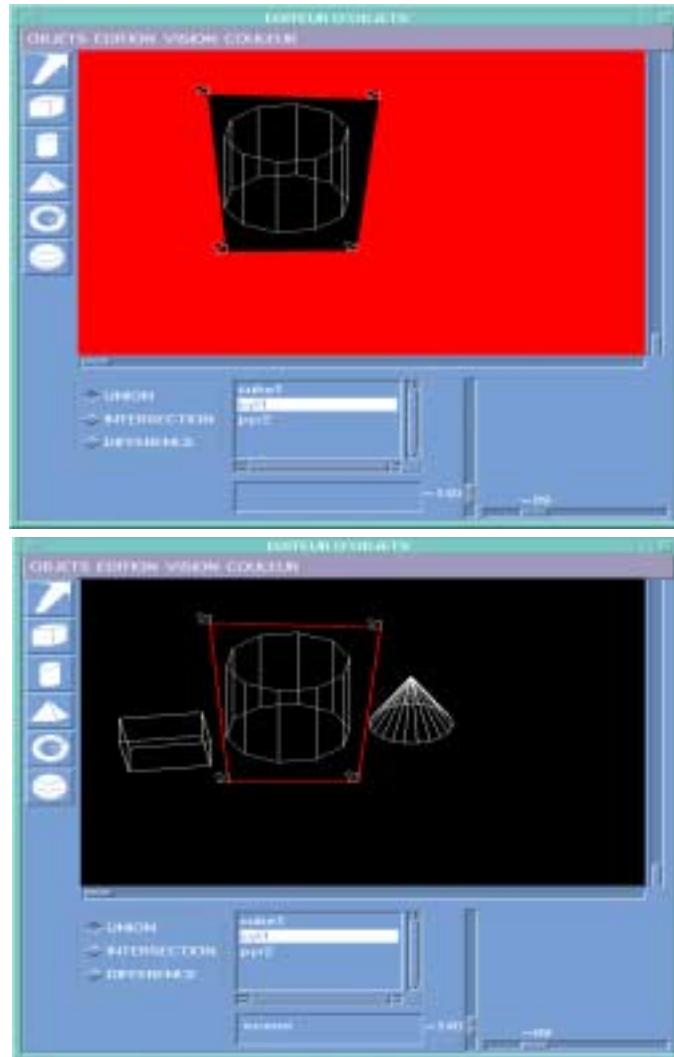 EDITEUR D'OBJETS
OBJETS EDITION VISION COULEUR
UNION
INTERSECTION
DIFFERENCE
cube1
cyl1
pyr2
EDITEUR D'OBJETS
OBJETS EDITION VISION COULEUR
UNION
INTERSECTION
DIFFERENCE
cube1
cyl1
pyr2